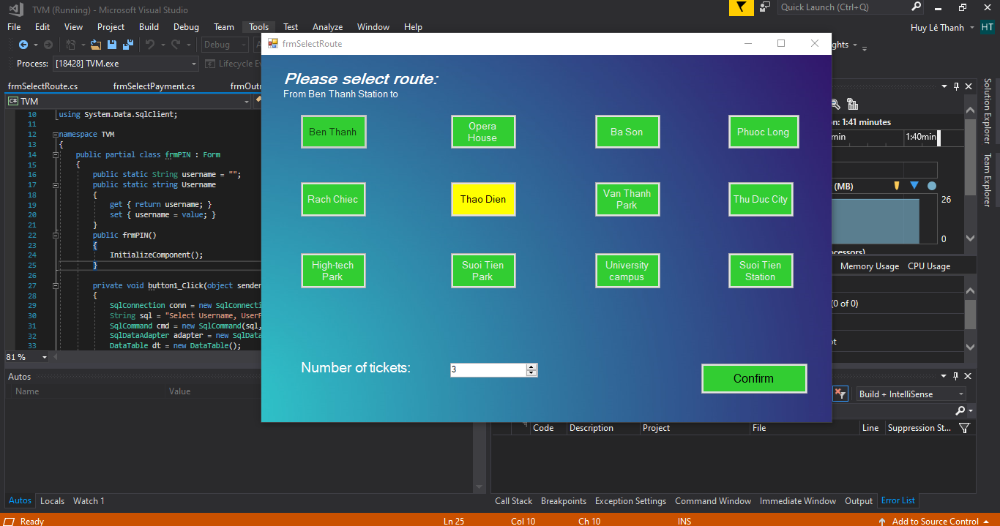 TVM (Running) - Microsoft Visual Studio
Quick Launch (Ctrl+Q)
File Edit View Project Build Debug Team Tools Test Analyze Window Help
Huy Lê Thanh HT
Debug
Process: [18428] TVM.exe Lifecycle
frmSelectRoute.cs frmSelectPayment.cs
TVM
10 using System.Data.SqlClient;
11
12 namespace TVM
13 {
14 public partial class frmPIN : Form
15 {
16 public static String username = "";
17 public static string Username
18 {
19 get { return username; }
20 set { username = value; }
21 }
22 public frmPIN()
23 {
24 InitializeComponent();
25 }
26
27 private void button1_Click(object sender
28 {
29 SqlConnection conn = new SqlConnecti
30 String sql = "Select Username, UserP
31 SqlCommand cmd = new SqlCommand(sql,
32 SqlDataAdapter adapter = new SqlData
33 DataTable dt = new DataTable();
81 %
frmSelectRoute
Please select route:
From Ben Thanh Station to
Ben Thanh
Opera
House
Ba Son
Phuoc Long
Rach Chiec
Thao Dien
Van Thanh
Park
Thu Duc City
High-tech
Park
Suoi Tien
Park
University
campus
Suoi Tien
Station
Number of tickets: 3
Confirm
on: 1:41 minutes
min 1:40min
(MB)
26
0
Memory Usage CPU Usage
(0 of 0)
Solution Explorer
Team Explorer
Autos
Name Value
Build + IntelliSense
Code Description Project File Line Suppression St...
Autos Locals Watch 1
Call Stack Breakpoints Exception Settings Command Window Immediate Window Output Error List
Ready Ln 25 Col 10 Ch 10 INS Add to Source Control